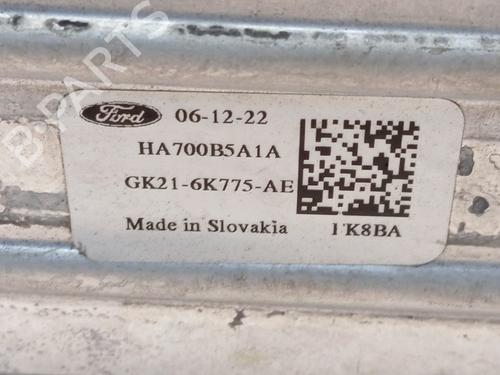 Ford 06-12-22
HA700B5A1A
GK21-6K775-AE
Made in Slovakia 1K8BA
B-PARTS